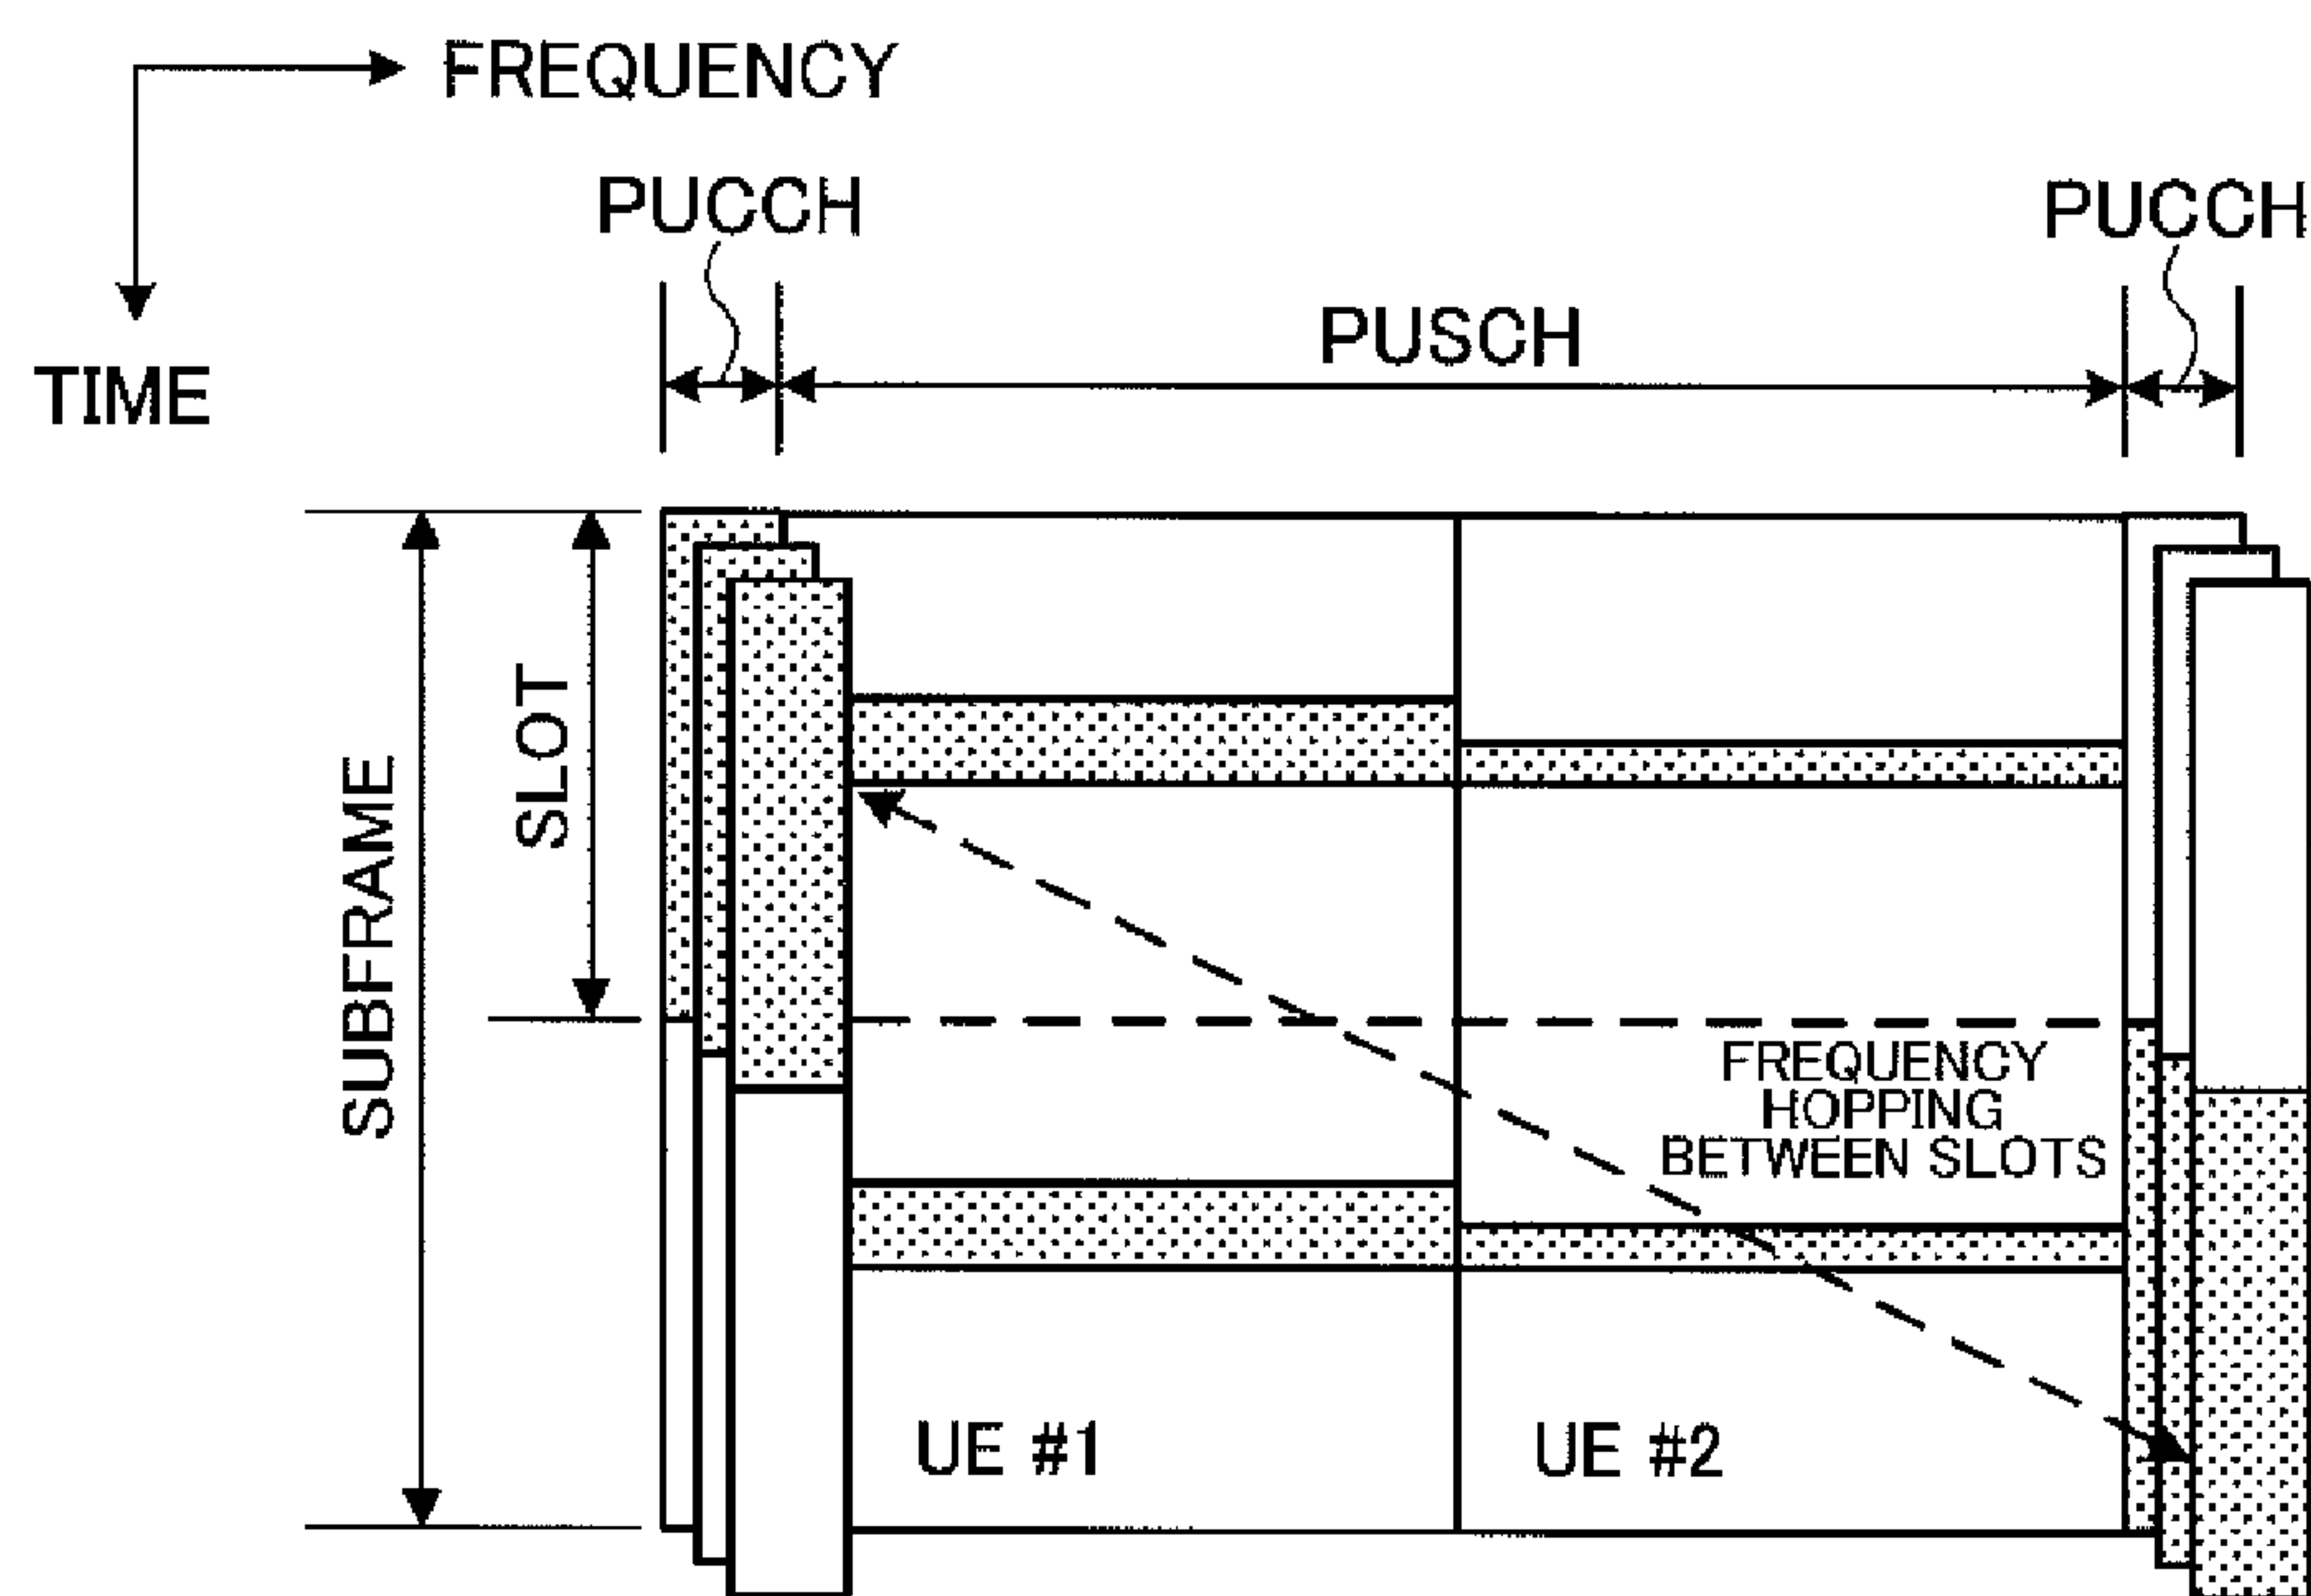 FREQUENCY
PUCCH
PUCCH
PUSCH
TIME
SLOT
SUBFRAME
FREQUENCY
HOPPING
BETWEEN SLOTS
UE #1
UE #2